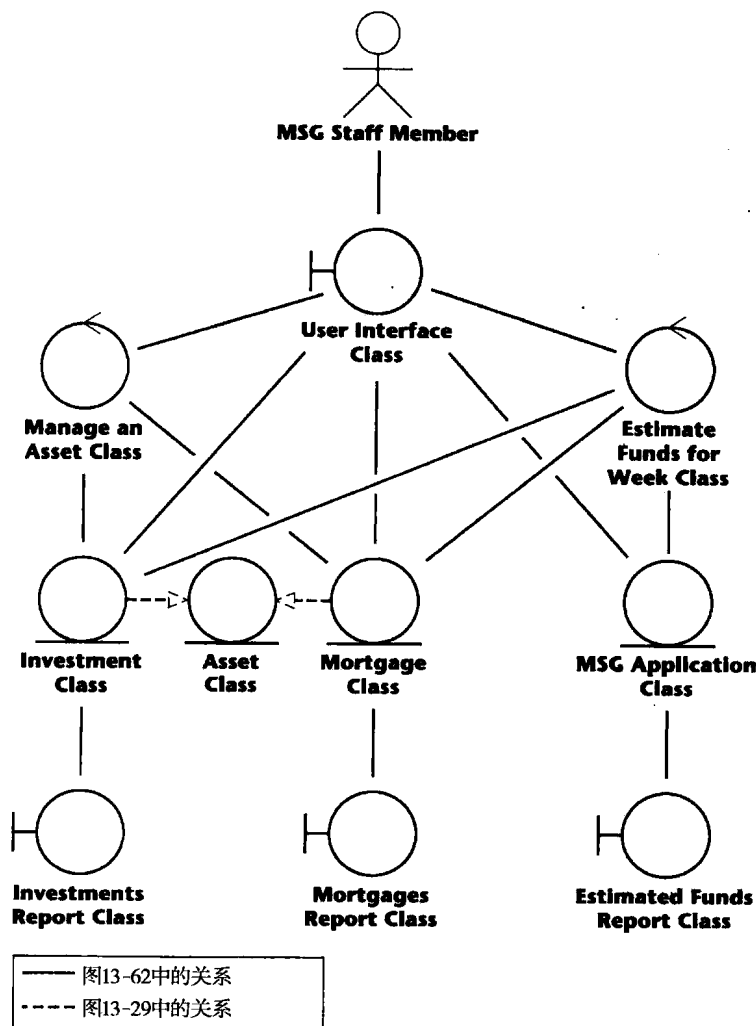 MSG Staff Member
User Interface
Class
Manage an
Asset Class
Estimate
Funds for
Week Class
Investment
Class
Asset
Class
Mortgage
Class
MSG Application
Class
Investments
Report Class
Mortgages
Report Class
Estimated Funds
Report Class
图13-62中的关系
图13-29中的关系